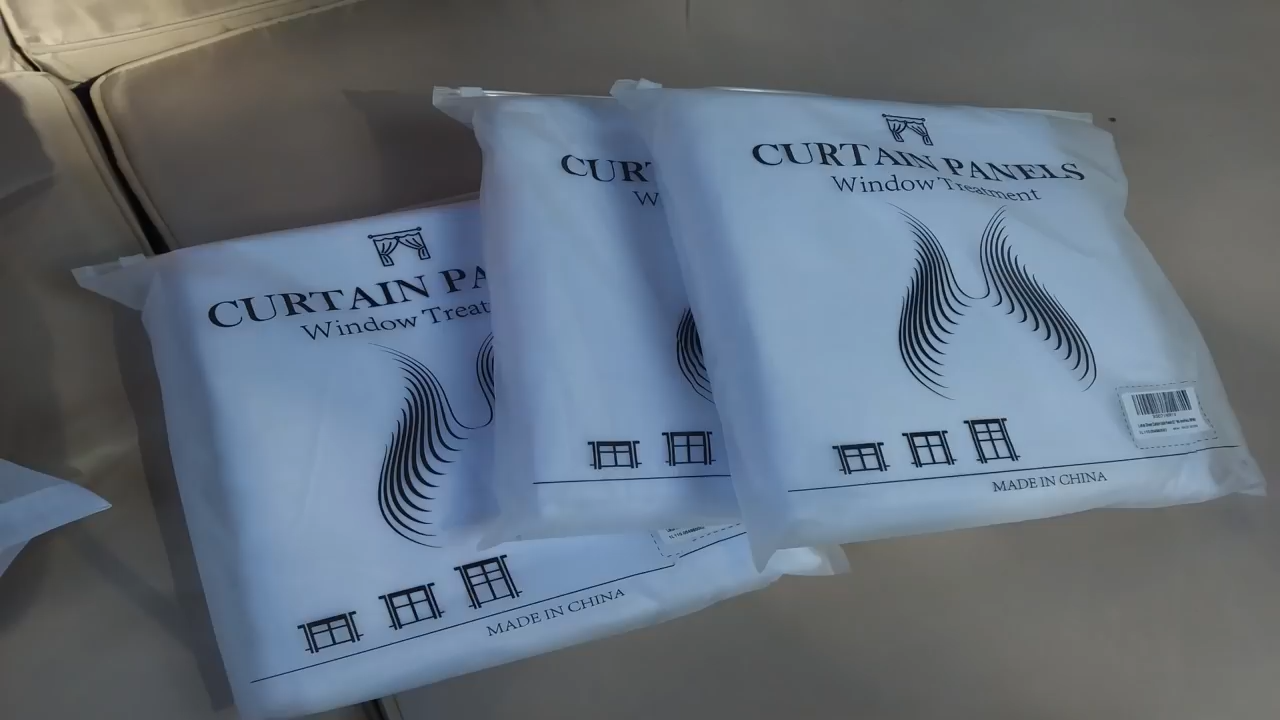 CURTAIN PA
Window Treat
MADE IN CHINA
CUR
W
CURTAIN PANELS
Window Treatment
MADE IN CHINA